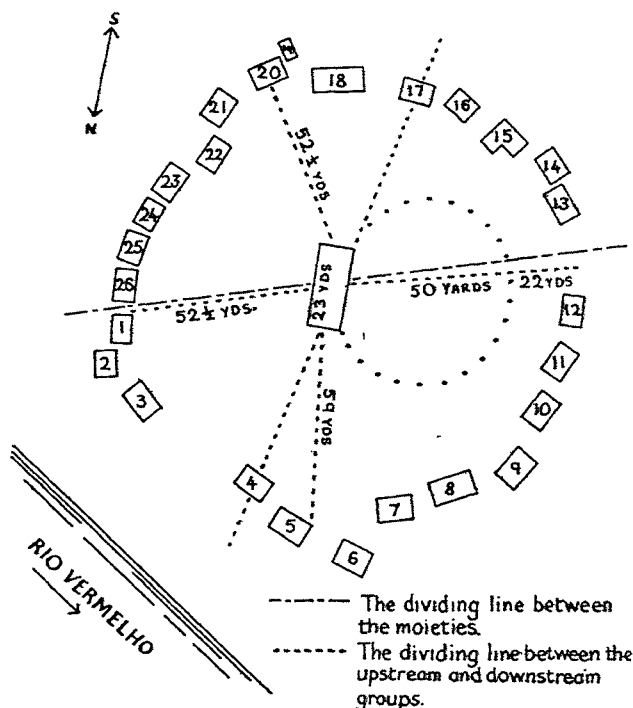 S
N
20
18
17
16
15
14
13
21
22
23
24
25
26
1
2
3
52½ YDS
23 YDS
52½ YDS.
50 YARDS
22 YDS
12
11
10
9
8
7
6
5
4
59 YDS
RIO VERMELHO
The dividing line between
the moieties.
The dividing line between the
upstream and downstream
groups.